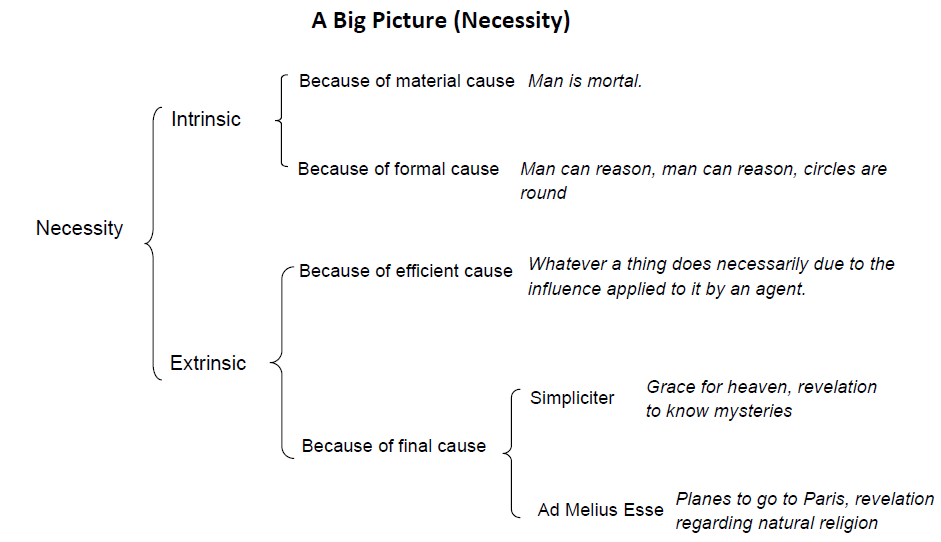 A Big Picture (Necessity)
Because of material cause Man is mortal.
Intrinsic
Because of formal cause Man can reason, man can reason, circles are
round
Necessity
Because of efficient cause Whatever a thing does necessarily due to the
influence applied to it by an agent.
Extrinsic
Simpliciter Grace for heaven, revelation
to know mysteries
Because of final cause
Ad Melius Esse Planes to go to Paris, revelation
regarding natural religion